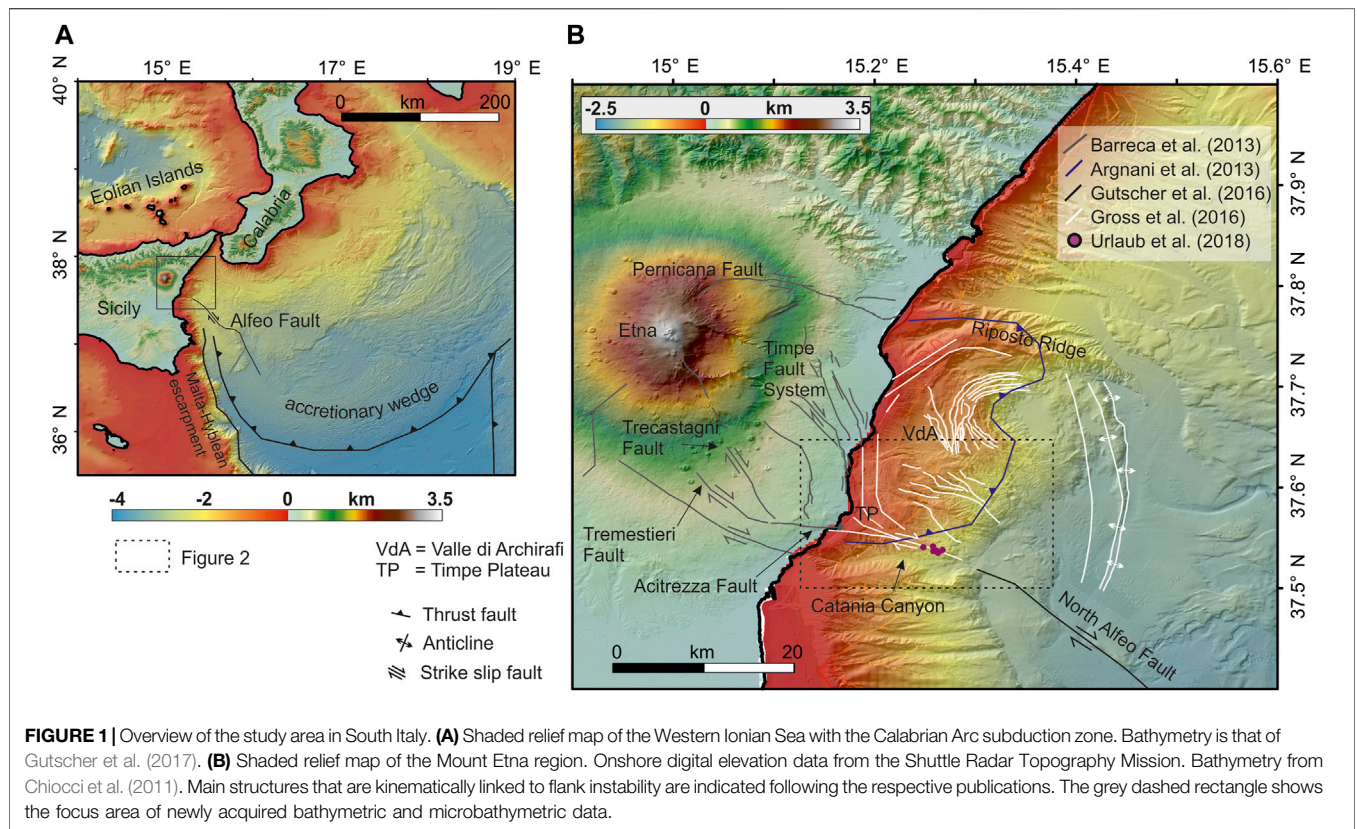 A
15° E
17° E
19° E
40° N
38° N
36° N
0 km 200
Eolian Islands
Calabria
Sicily
Alfeo Fault
Malta-Hyblean
escarpment
accretionary wedge
-4 -2 0 km 3.5
Figure 2
VdA = Valle di Archirafi
TP = Timpe Plateau
Thrust fault
Anticline
Strike slip fault
B
15° E
15.2° E
15.4° E
15.6° E
-2.5 0 km 3.5
Barreca et al. (2013)
Argnani et al. (2013)
Gutscher et al. (2016)
Gross et al. (2016)
Urlaub et al. (2018)
37.9° N
37.8° N
37.7° N
37.6° N
37.5° N
Pernicana Fault
Etna
Riposto Ridge
Timpe
Fault
System
Trecastagni
Fault
VdA
TP
Tremestieri
Fault
Acitrezza Fault
Catania Canyon
North Alfeo Fault
0 km 20
FIGURE 1 | Overview of the study area in South Italy. (A) Shaded relief map of the Western Ionian Sea with the Calabrian Arc subduction zone. Bathymetry is that of
Gutscher et al. (2017). (B) Shaded relief map of the Mount Etna region. Onshore digital elevation data from the Shuttle Radar Topography Mission. Bathymetry from
Chiocci et al. (2011). Main structures that are kinematically linked to flank instability are indicated following the respective publications. The grey dashed rectangle shows
the focus area of newly acquired bathymetric and microbathymetric data.